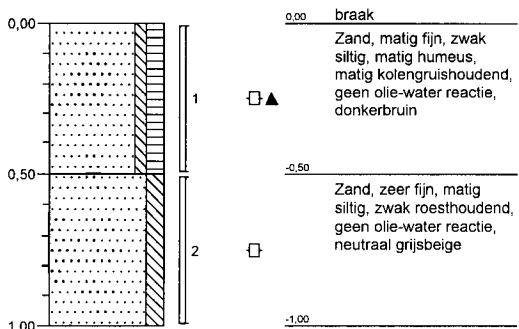 0,00
0,50
1,00
1
2
0,00 braak
Zand, matig fijn, zwak
siltig, matig humeus,
matig kolengruishoudend,
geen olie-water reactie,
donkerbruin
-0,50
Zand, zeer fijn, matig
siltig, zwak roesthoudend,
geen olie-water reactie,
neutraal grijsbeige
-1,00